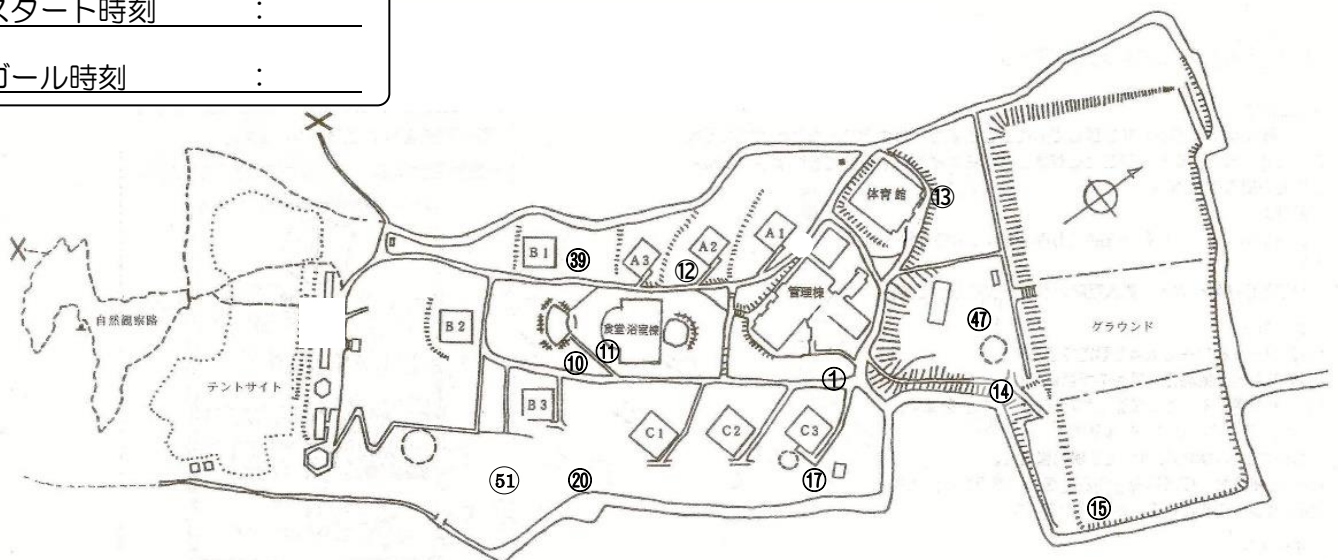 スタート時刻 :
ゴール時刻 :
体育館
⑬
A1
A2
B1
㊴
A3
⑫
管理棟
自然観察路
B2
食堂・浴室棟
⑪
㊼
グラウンド
⑩
テントサイト
①
⑭
B3
C1
C2
C3
51
⑳
⑰
⑮